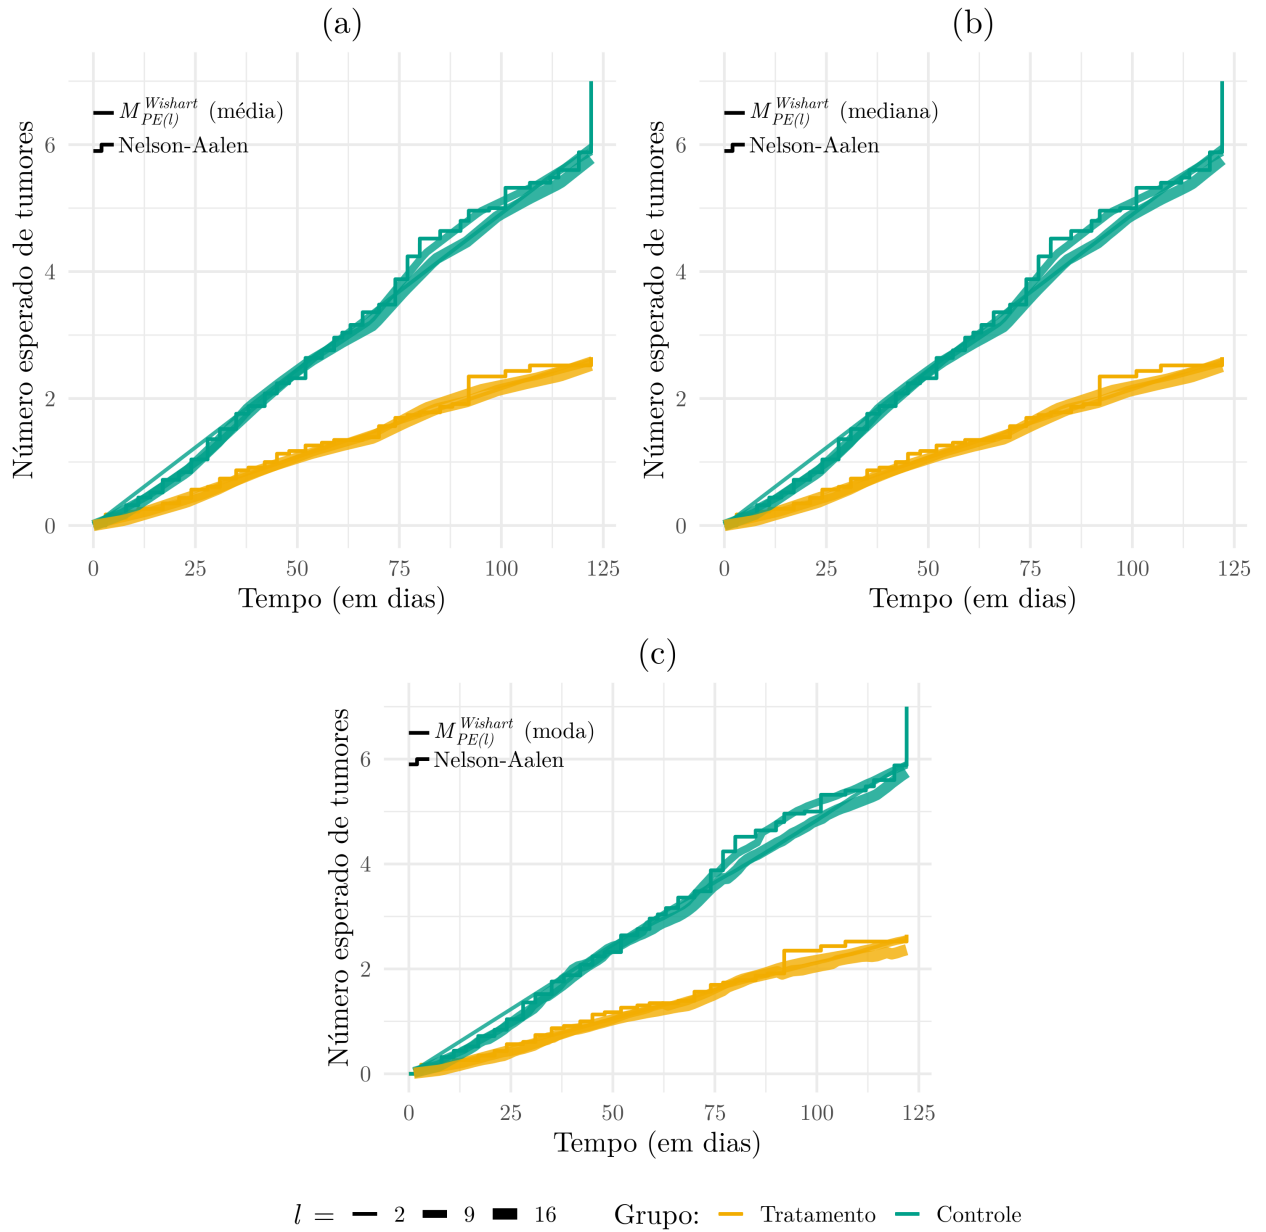 (a)
Número esperado de tumores
M_{PE(l)}^{Wishart} (média)
Nelson-Aalen
6
4
2
0
0 25 50 75 100 125
Tempo (em dias)
(b)
Número esperado de tumores
M_{PE(l)}^{Wishart} (mediana)
Nelson-Aalen
6
4
2
0
0 25 50 75 100 125
Tempo (em dias)
(c)
Número esperado de tumores
M_{PE(l)}^{Wishart} (moda)
Nelson-Aalen
6
4
2
0
0 25 50 75 100 125
Tempo (em dias)
l = 2 9 16 Grupo: Tratamento Controle